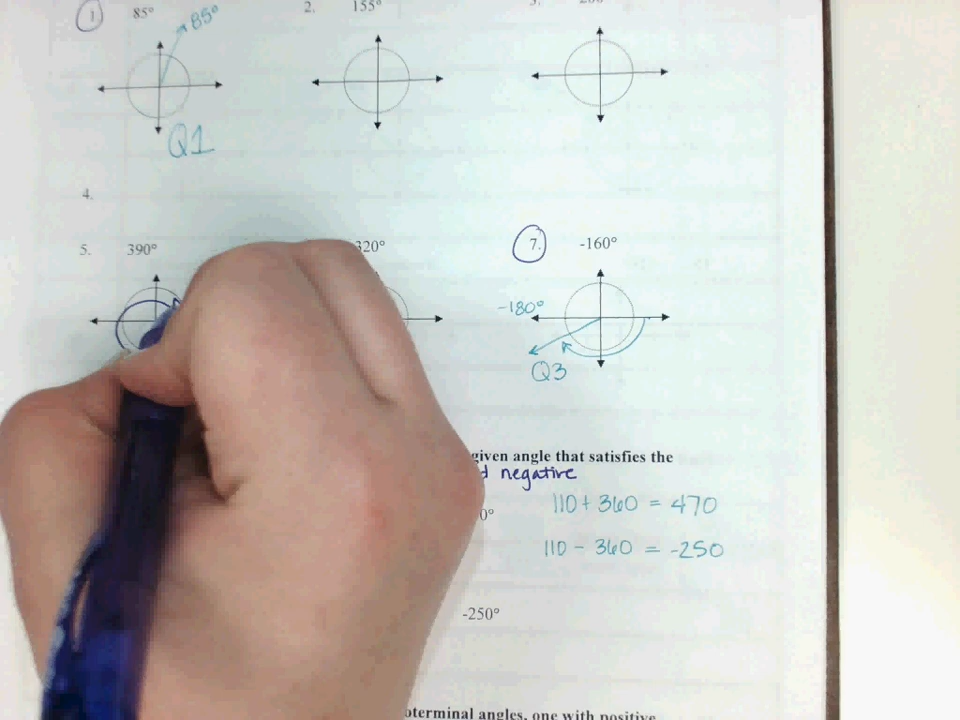 1 85° 85° 2. 155°
Q1
4.
5. 390° 320° 7. -160°
-180°
Q3
given angle that satisfies the
negative
0° 110 + 360 = 470
110 - 360 = -250
-250°
oterminal angles, one with positive